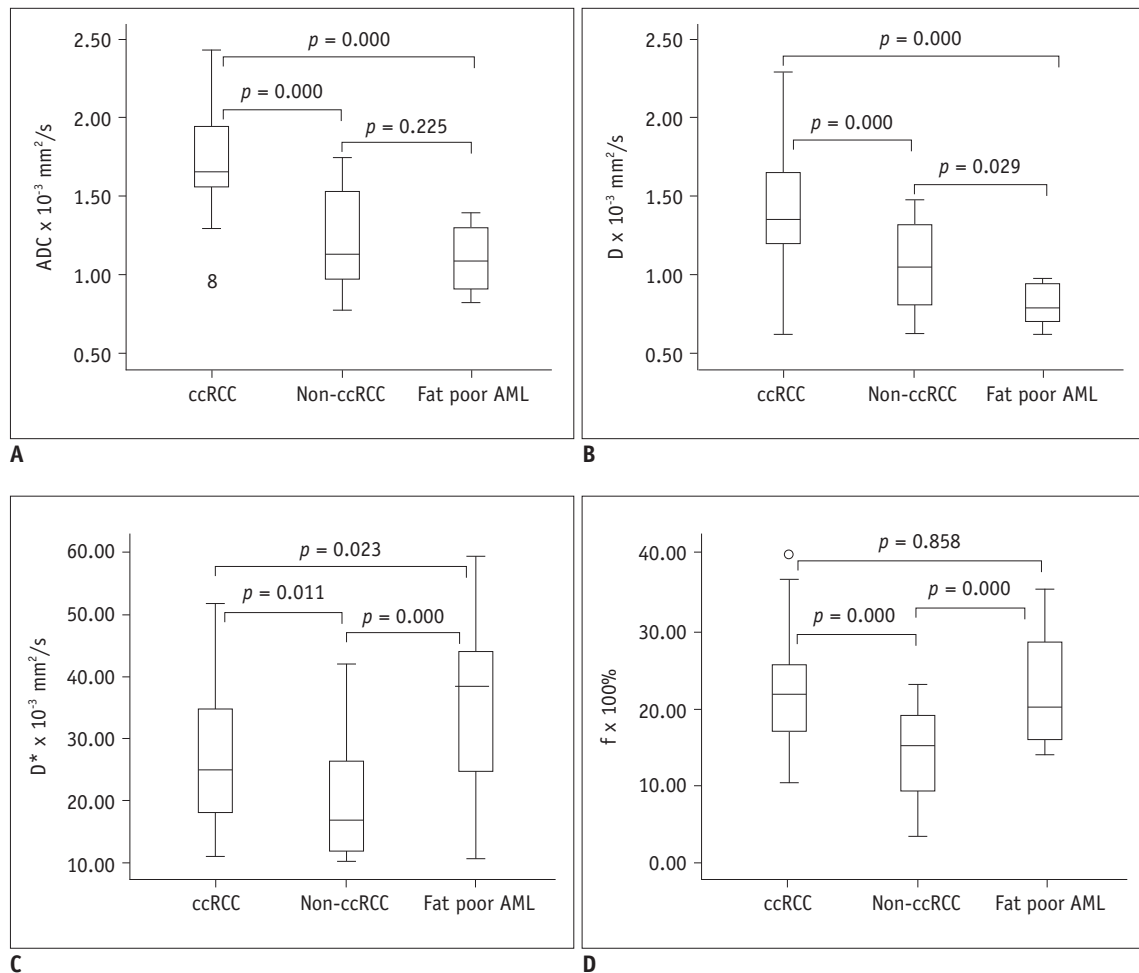 2.50
2.00
1.50
1.00
0.50
ADC x 10⁻³ mm²/s
p = 0.000
p = 0.000
p = 0.225
8
ccRCC Non-ccRCC Fat poor AML
A
2.50
2.00
1.50
1.00
0.50
D x 10⁻³ mm²/s
p = 0.000
p = 0.000
p = 0.029
ccRCC Non-ccRCC Fat poor AML
B
60.00
50.00
40.00
30.00
20.00
10.00
D* x 10⁻³ mm²/s
p = 0.023
p = 0.011
p = 0.000
ccRCC Non-ccRCC Fat poor AML
C
40.00
30.00
20.00
10.00
0.00
f x 100%
p = 0.858
p = 0.000
p = 0.000
ccRCC Non-ccRCC Fat poor AML
D